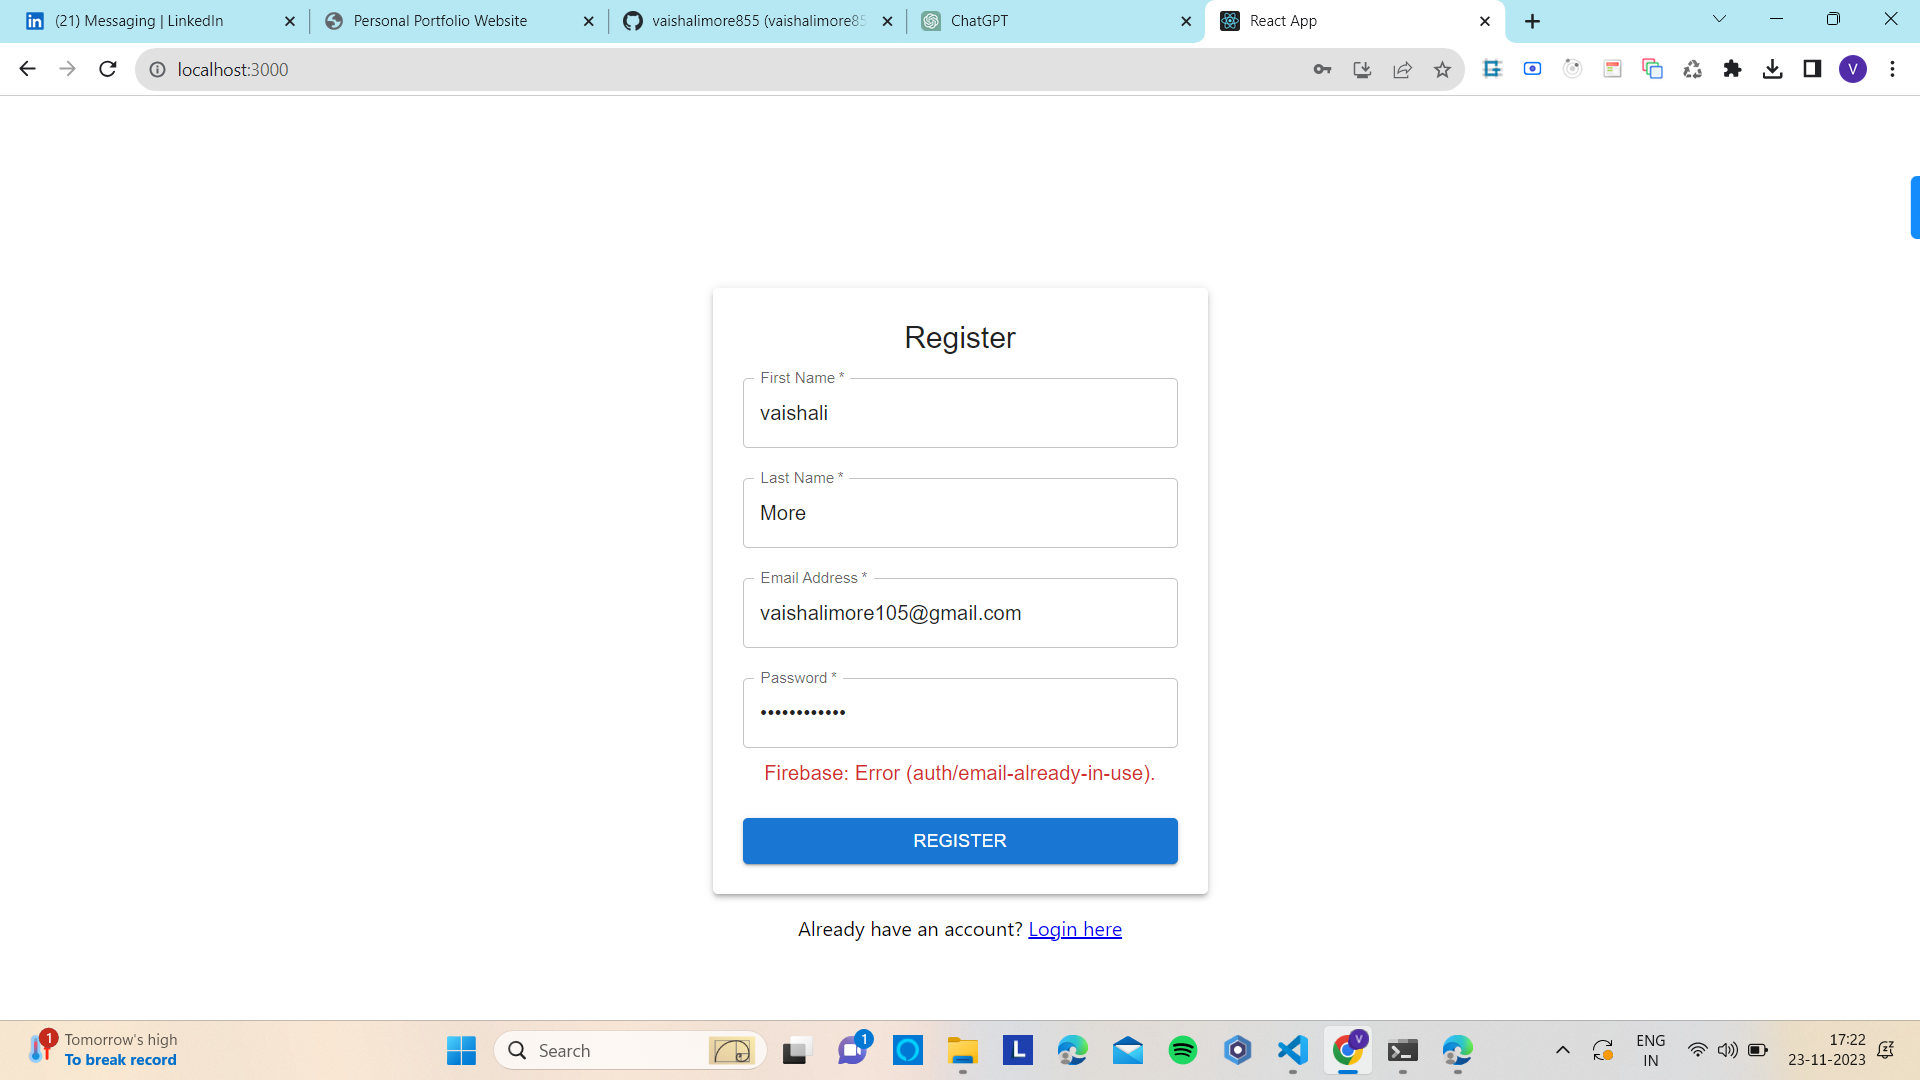 (21) Messaging | LinkedIn
Personal Portfolio Website
vaishalimore855 (vaishalimore85
ChatGPT
React App
localhost:3000
V
Register
First Name *
vaishali
Last Name *
More
Email Address *
vaishalimore105@gmail.com
Password *
••••••••••••
Firebase: Error (auth/email-already-in-use).
REGISTER
Already have an account? Login here
1
Tomorrow's high
To break record
Search
1
L
V
ENG
IN
17:22
23-11-2023